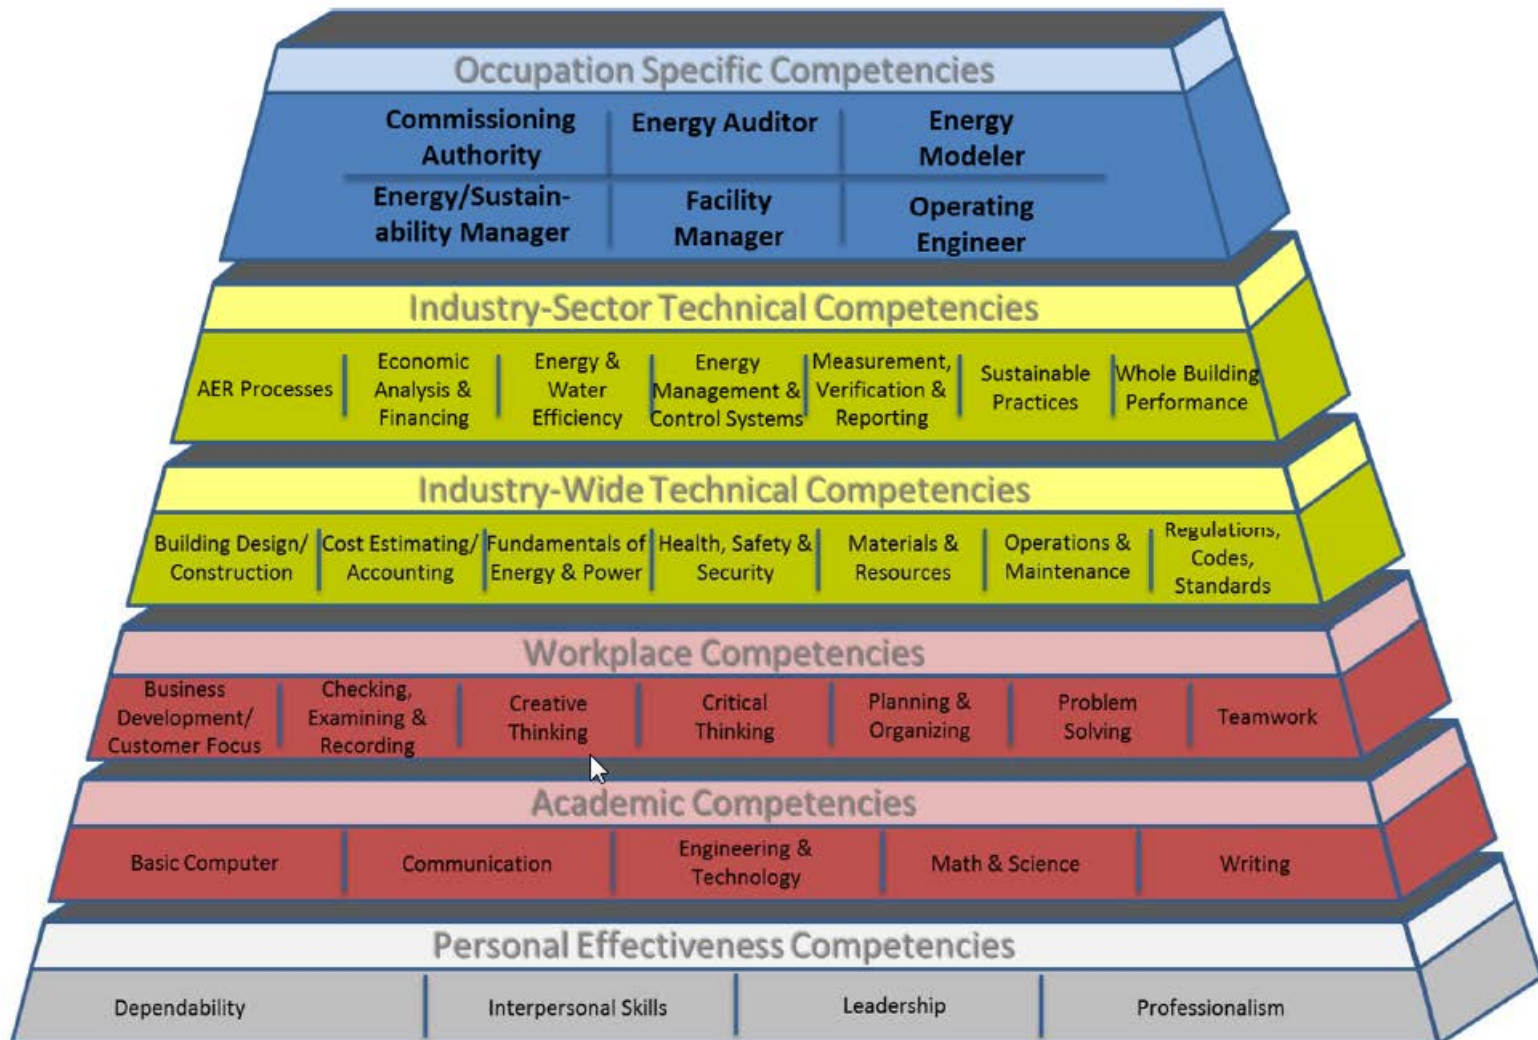 Occupation Specific Competencies
Commissioning
Authority
Energy Auditor
Energy
Modeler
Energy/Sustain-
ability Manager
Facility
Manager
Operating
Engineer
Industry-Sector Technical Competencies
AER Processes
Economic
Analysis &
Financing
Energy &
Water
Efficiency
Energy
Management &
Control Systems
Measurement,
Verification &
Reporting
Sustainable
Practices
Whole Building
Performance
Industry-Wide Technical Competencies
Building Design/
Construction
Cost Estimating/
Accounting
Fundamentals of
Energy & Power
Health, Safety &
Security
Materials &
Resources
Operations &
Maintenance
Regulations,
Codes,
Standards
Workplace Competencies
Business
Development/
Customer Focus
Checking,
Examining &
Recording
Creative
Thinking
Critical
Thinking
Planning &
Organizing
Problem
Solving
Teamwork
Academic Competencies
Basic Computer
Communication
Engineering &
Technology
Math & Science
Writing
Personal Effectiveness Competencies
Dependability
Interpersonal Skills
Leadership
Professionalism